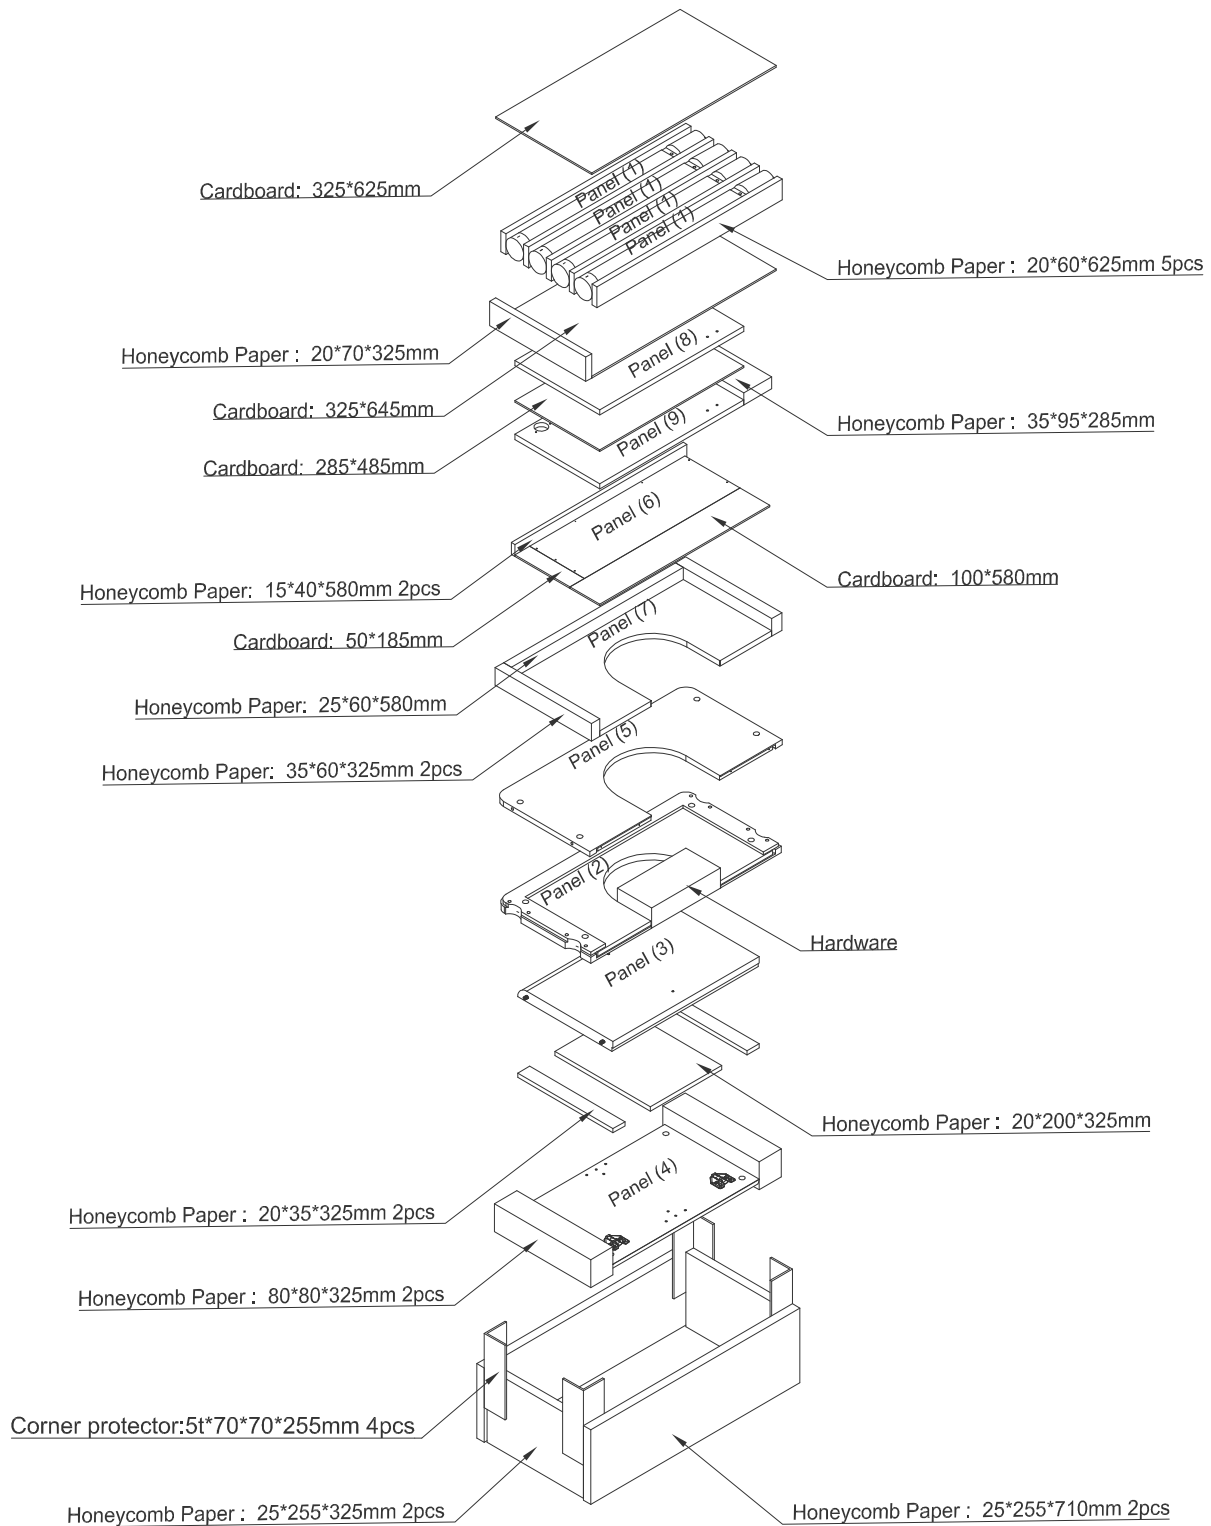 Cardboard: 325*625mm
Panel (1)
Panel (1)
Panel (1)
Panel (1)
Honeycomb Paper: 20*60*625mm 5pcs
Honeycomb Paper: 20*70*325mm
Panel (8)
Cardboard: 325*645mm
Honeycomb Paper: 35*95*285mm
Panel (9)
Cardboard: 285*485mm
Panel (6)
Honeycomb Paper: 15*40*580mm 2pcs
Cardboard: 100*580mm
Cardboard: 50*185mm
Panel (7)
Honeycomb Paper: 25*60*580mm
Honeycomb Paper: 35*60*325mm 2pcs
Panel (5)
Panel (2)
Hardware
Panel (3)
Honeycomb Paper: 20*200*325mm
Panel (4)
Honeycomb Paper: 20*35*325mm 2pcs
Honeycomb Paper: 80*80*325mm 2pcs
Corner protector:5t*70*70*255mm 4pcs
Honeycomb Paper: 25*255*325mm 2pcs
Honeycomb Paper: 25*255*710mm 2pcs